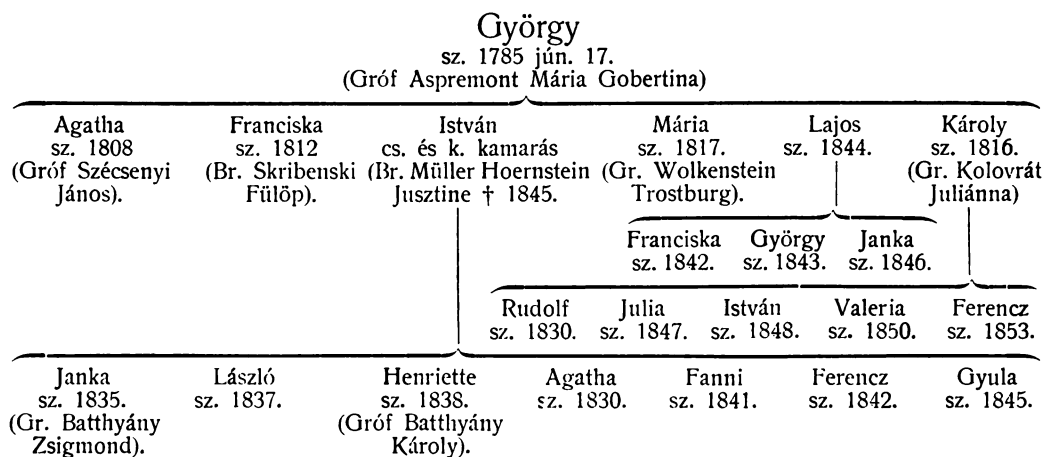 György
sz. 1785 jún. 17.
(Gróf Aspremont Mária Gobertina)
Agatha Franciska István Mária Lajos Károly
sz. 1808 sz. 1812 cs. és k. kamarás sz. 1817. sz. 1844. sz. 1816.
(Gróf Szécsenyi (Br. Skribenski (Br. Müller Hoernstein (Gr. Wolkenstein (Gr. Kolovrát
János). Fülöp). Jusztine † 1845. Trostburg). Juliánna)
Franciska György Janka
sz. 1842. sz. 1843. sz. 1846.
Rudolf Julia István Valeria Ferencz
sz. 1830. sz. 1847. sz. 1848. sz. 1850. sz. 1853.
Janka László Henriette Agatha Fanni Ferencz Gyula
sz. 1835. sz. 1837. sz. 1838. sz. 1830. sz. 1841. sz. 1842. sz. 1845.
(Gr. Batthyány (Gróf Batthyány
Zsigmond). Károly).